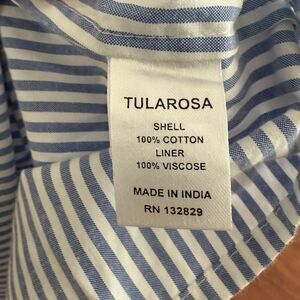 TULAROSA
SHELL
100% COTTON
LINER
100% VISCOSE
MADE IN INDIA
RN 132829